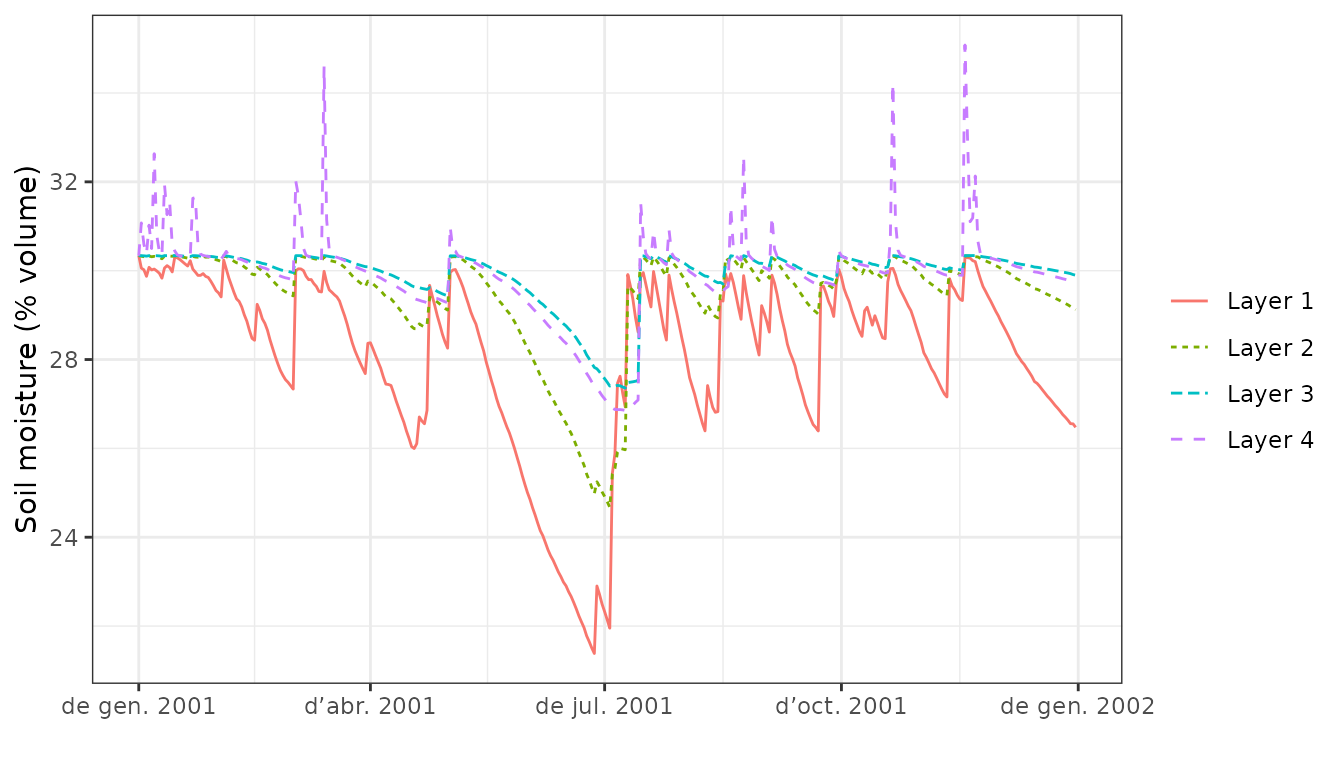 Soil moisture (% volume)
32
28
24
de gen. 2001
d’abr. 2001
de jul. 2001
d’oct. 2001
de gen. 2002
Layer 1
Layer 2
Layer 3
Layer 4